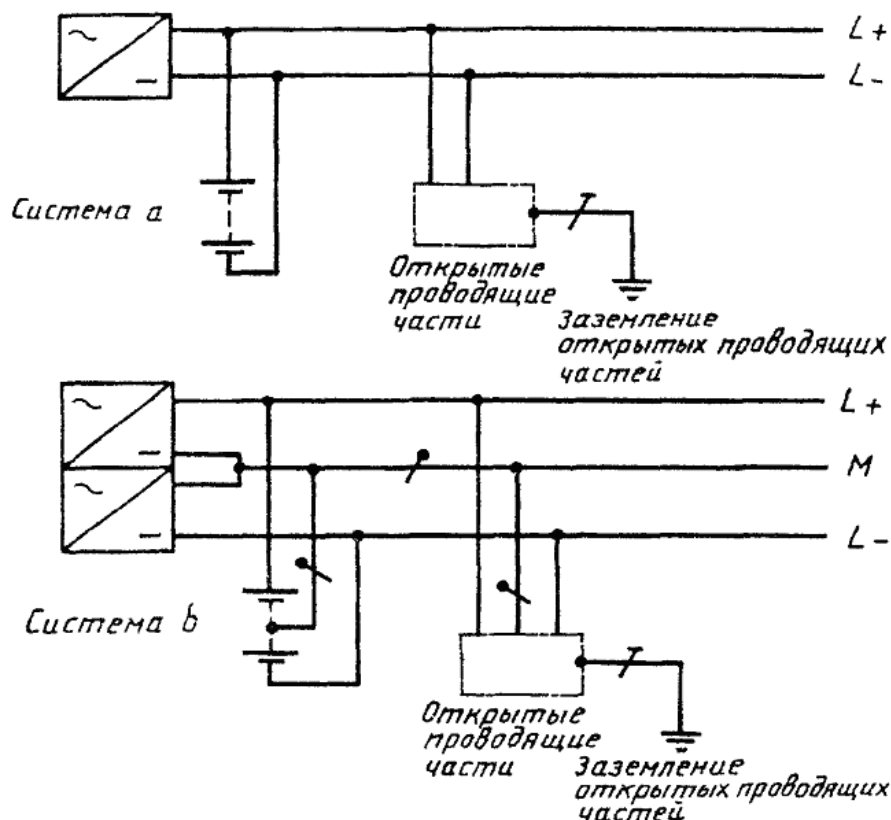 L+
L-
Система a
Открытые
проводящие
части
Заземление
открытых проводящих
частей
L+
M
L-
Система b
Открытые
проводящие
части
Заземление
открытых проводящих
частей